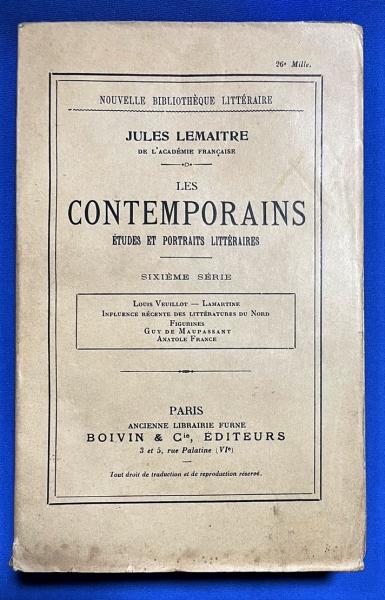 26e Mille.
NOUVELLE BIBLIOTHÈQUE LITTÉRAIRE
JULES LEMAITRE
DE L'ACADÉMIE FRANÇAISE
LES
CONTEMPORAINS
ÉTUDES ET PORTRAITS LITTÉRAIRES
SIXIÈME SÉRIE
LOUIS VEUILLOT — LAMARTINE
INFLUENCE RÉCENTE DES LITTÉRATURES DU NORD
FIGURINES
GUY DE MAUPASSANT
ANATOLE FRANCE
PARIS
ANCIENNE LIBRAIRIE FURNE
BOIVIN & Cie, ÉDITEURS
3 et 5, rue Palatine (VIe)
Tout droit de traduction et de reproduction réservé.